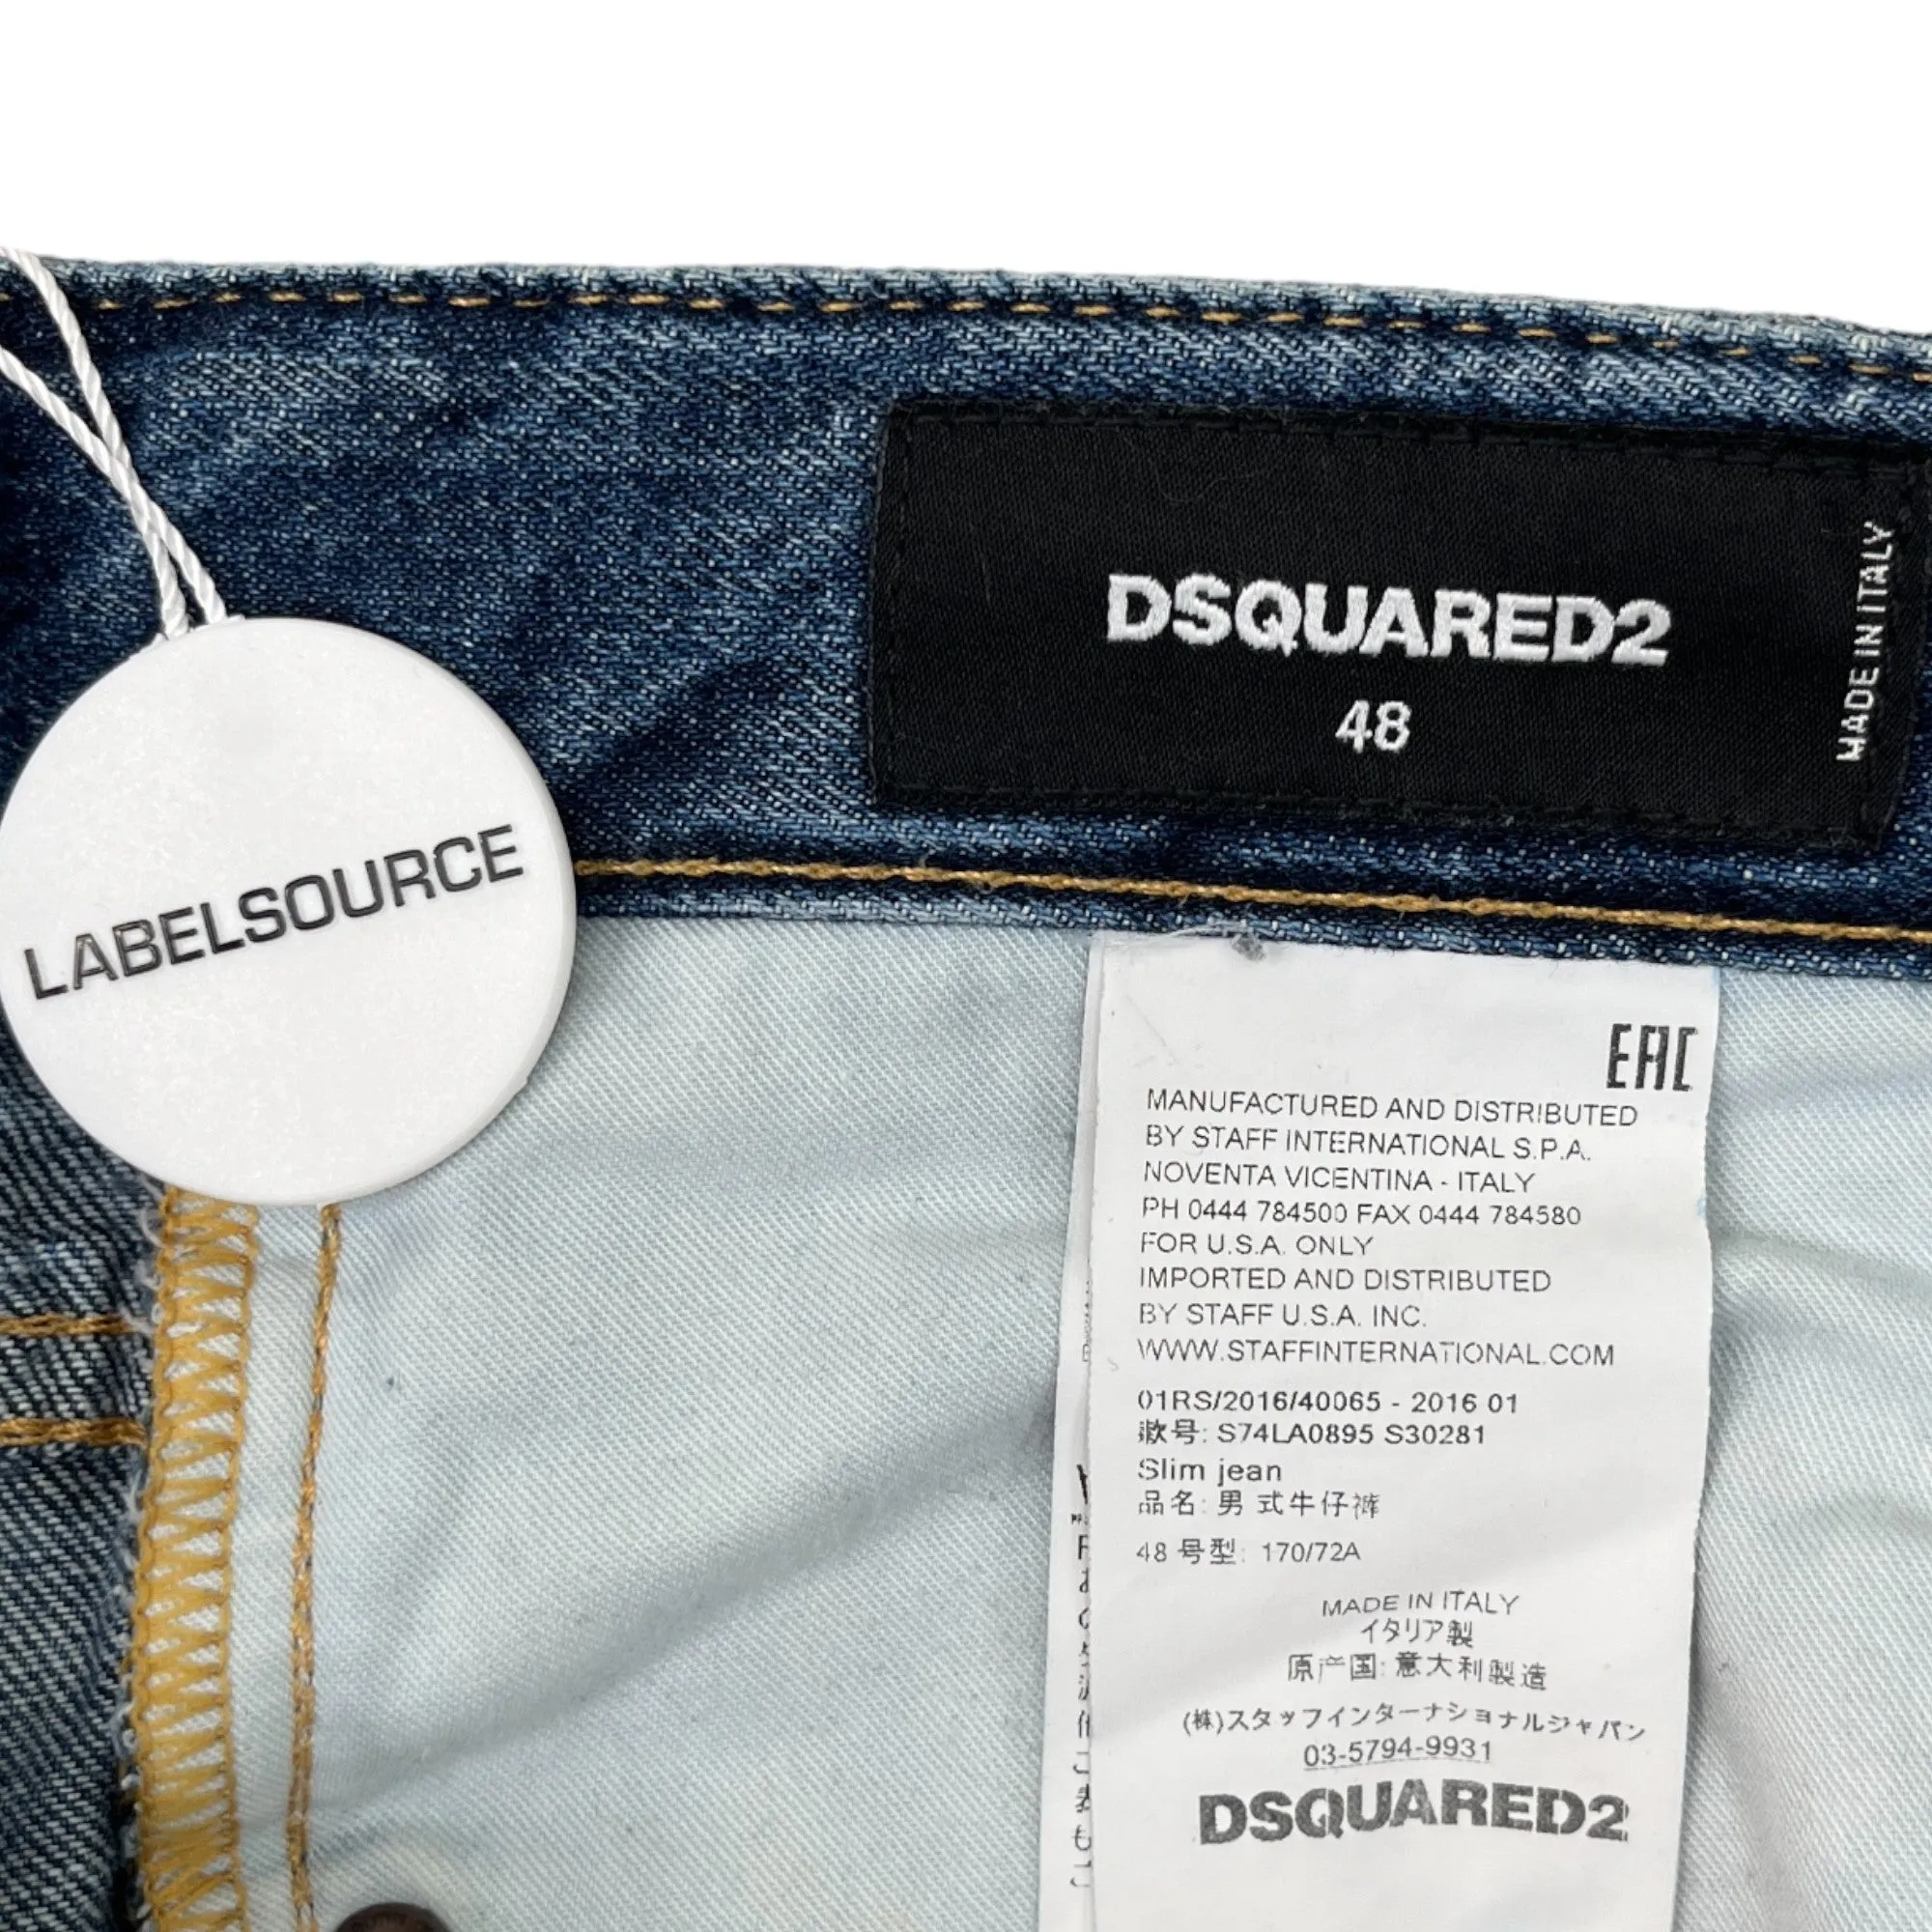 DSQUARED2
48
MADE IN ITALY
LABELSOURCE
EAC
MANUFACTURED AND DISTRIBUTED
BY STAFF INTERNATIONAL S.P.A.
NOVENTA VICENTINA - ITALY
PH 0444 784500 FAX 0444 784580
FOR U.S.A. ONLY
IMPORTED AND DISTRIBUTED
BY STAFF U.S.A. INC.
WWW.STAFFINTERNATIONAL.COM
01RS/2016/40065 - 2016 01
款号: S74LA0895 S30281
Slim jean
品名: 男式牛仔裤
48 号型: 170/72A
MADE IN ITALY
イタリア製
原产国: 意大利製造
(株)スタッフインターナショナルジャパン
03-5794-9931
DSQUARED2